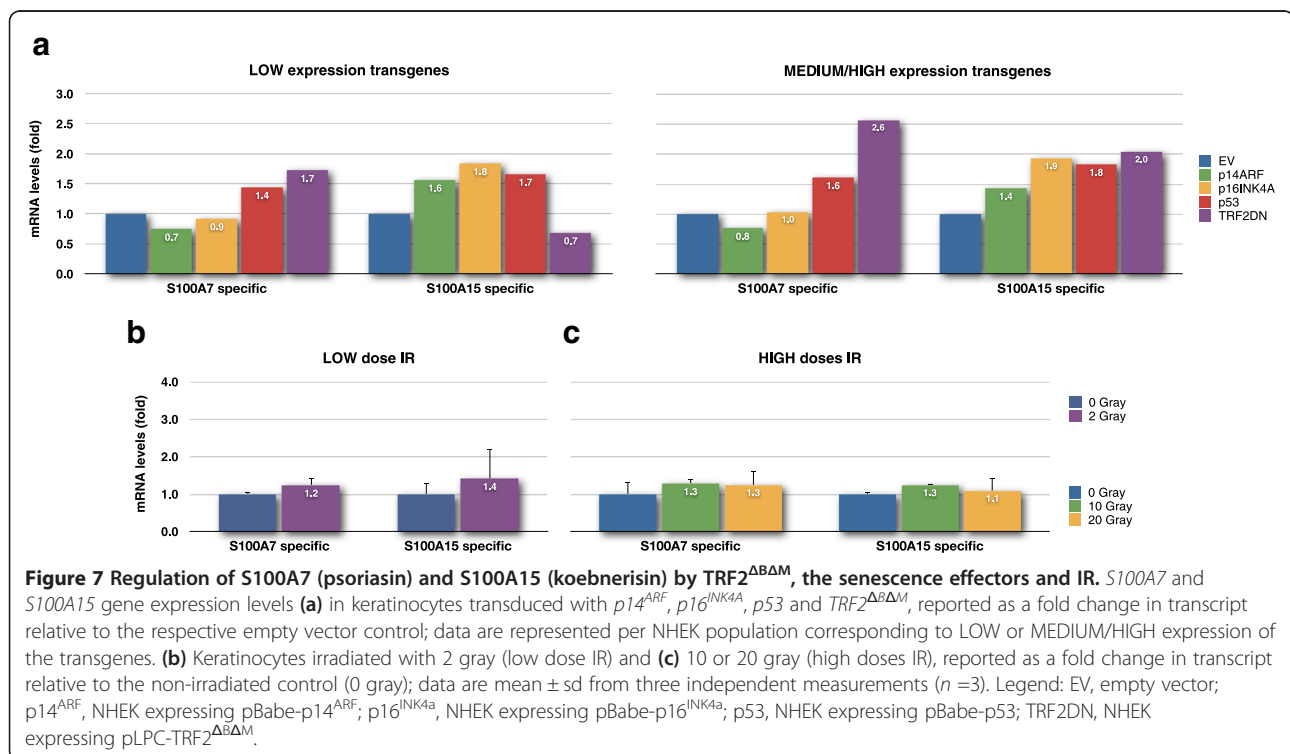 a
LOW expression transgenes
MEDIUM/HIGH expression transgenes
mRNA levels (fold)
3.0
2.5
2.0
1.5
1.0
0.5
0.0
0.7
0.9
1.4
1.7
1.6
1.8
1.7
0.7
S100A7 specific
S100A15 specific
0.8
1.0
1.6
2.6
1.4
1.9
1.8
2.0
S100A7 specific
S100A15 specific
EV
p14ARF
p16INK4A
p53
TRF2DN
b
LOW dose IR
mRNA levels (fold)
4.0
3.0
2.0
1.0
0.0
1.2
1.4
S100A7 specific
S100A15 specific
c
HIGH doses IR
1.3
1.3
1.3
1.1
S100A7 specific
S100A15 specific
0 Gray
2 Gray
0 Gray
10 Gray
20 Gray
Figure 7 Regulation of S100A7 (psoriasin) and S100A15 (koebnerisin) by TRF2ΔBΔM, the senescence effectors and IR. S100A7 and
S100A15 gene expression levels (a) in keratinocytes transduced with p14ARF, p16INK4A, p53 and TRF2ΔBΔM, reported as a fold change in transcript
relative to the respective empty vector control; data are represented per NHEK population corresponding to LOW or MEDIUM/HIGH expression of
the transgenes. (b) Keratinocytes irradiated with 2 gray (low dose IR) and (c) 10 or 20 gray (high doses IR), reported as a fold change in transcript
relative to the non-irradiated control (0 gray); data are mean ± sd from three independent measurements (n =3). Legend: EV, empty vector;
p14ARF, NHEK expressing pBabe-p14ARF; p16INK4a, NHEK expressing pBabe-p16INK4a; p53, NHEK expressing pBabe-p53; TRF2DN, NHEK
expressing pLPC-TRF2ΔBΔM.